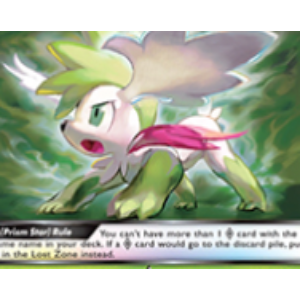 (Prism Star) Rule You can't have more than 1 ◇ card with the
me name in your deck. If a ◇ card would go to the discard pile, put
in the Lost Zone instead.